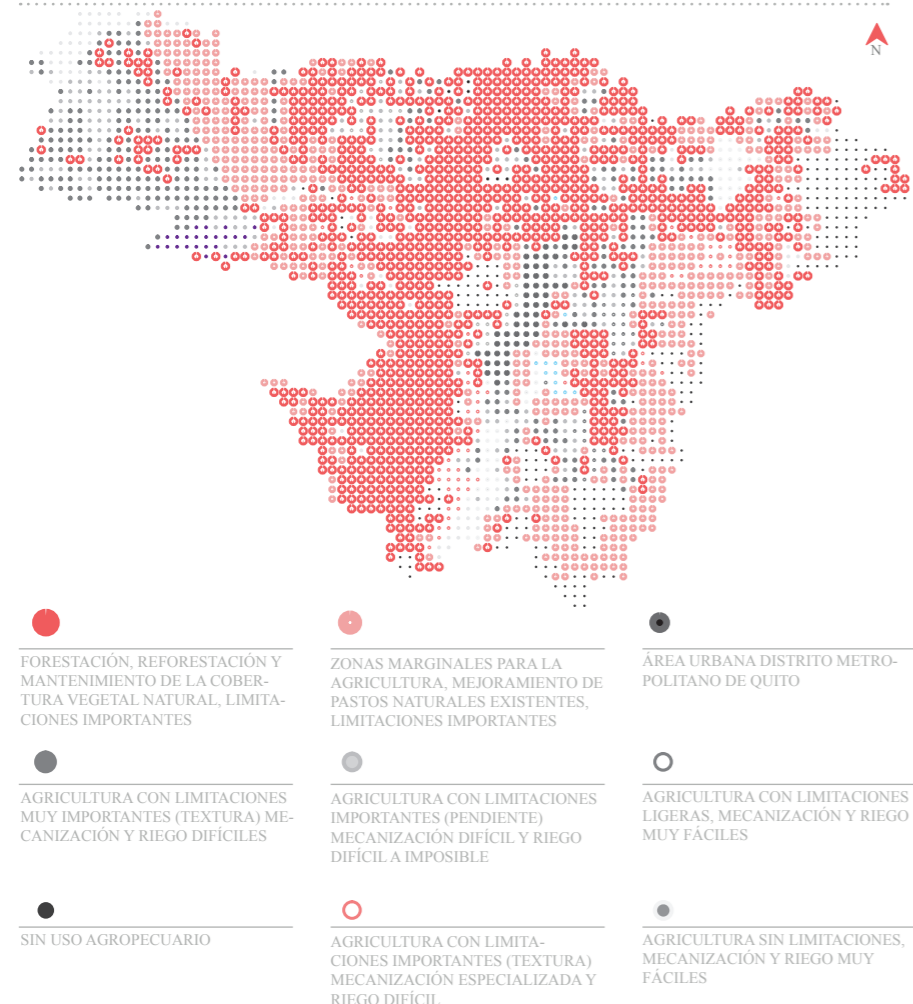 N
FORESTACIÓN, REFORESTACIÓN Y
MANTENIMIENTO DE LA COBER-
TURA VEGETAL NATURAL, LIMITA-
CIONES IMPORTANTES
ZONAS MARGINALES PARA LA
AGRICULTURA, MEJORAMIENTO DE
PASTOS NATURALES EXISTENTES,
LIMITACIONES IMPORTANTES
ÁREA URBANA DISTRITO METRO-
POLITANO DE QUITO
AGRICULTURA CON LIMITACIONES
MUY IMPORTANTES (TEXTURA) ME-
CANIZACIÓN Y RIEGO DIFÍCILES
AGRICULTURA CON LIMITACIONES
IMPORTANTES (PENDIENTE)
MECANIZACIÓN DIFÍCIL Y RIEGO
DIFÍCIL A IMPOSIBLE
AGRICULTURA CON LIMITACIONES
LIGERAS, MECANIZACIÓN Y RIEGO
MUY FÁCILES
SIN USO AGROPECUARIO
AGRICULTURA CON LIMITA-
CIONES IMPORTANTES (TEXTURA)
MECANIZACIÓN ESPECIALIZADA Y
RIEGO DIFÍCIL
AGRICULTURA SIN LIMITACIONES,
MECANIZACIÓN Y RIEGO MUY
FÁCILES